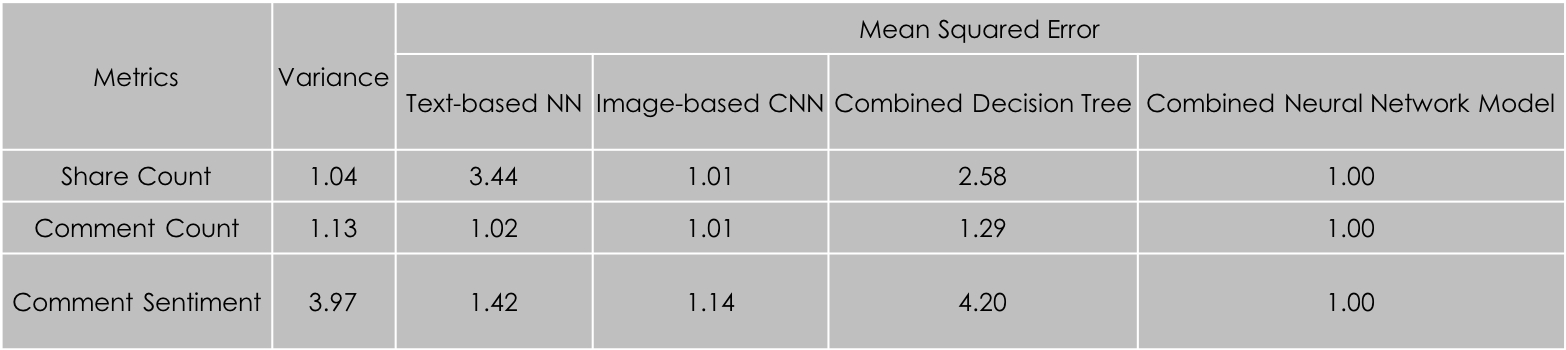 Metrics Variance Mean Squared Error
Text-based NN Image-based CNN Combined Decision Tree Combined Neural Network Model
Share Count 1.04 3.44 1.01 2.58 1.00
Comment Count 1.13 1.02 1.01 1.29 1.00
Comment Sentiment 3.97 1.42 1.14 4.20 1.00